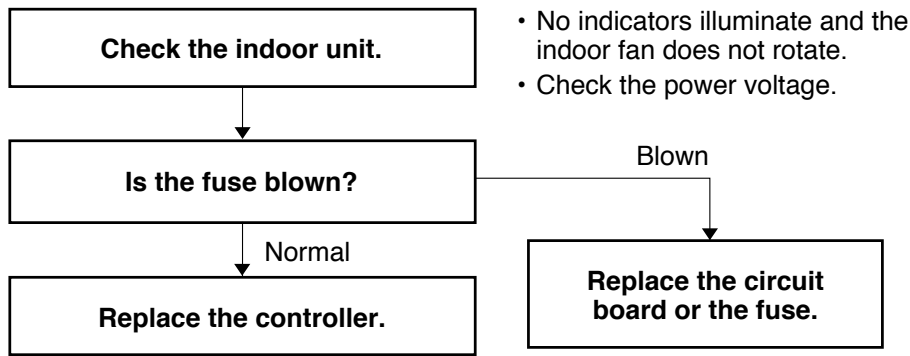 Check the indoor unit.
• No indicators illuminate and the
indoor fan does not rotate.
• Check the power voltage.
Is the fuse blown?
Blown
Normal
Replace the controller.
Replace the circuit
board or the fuse.